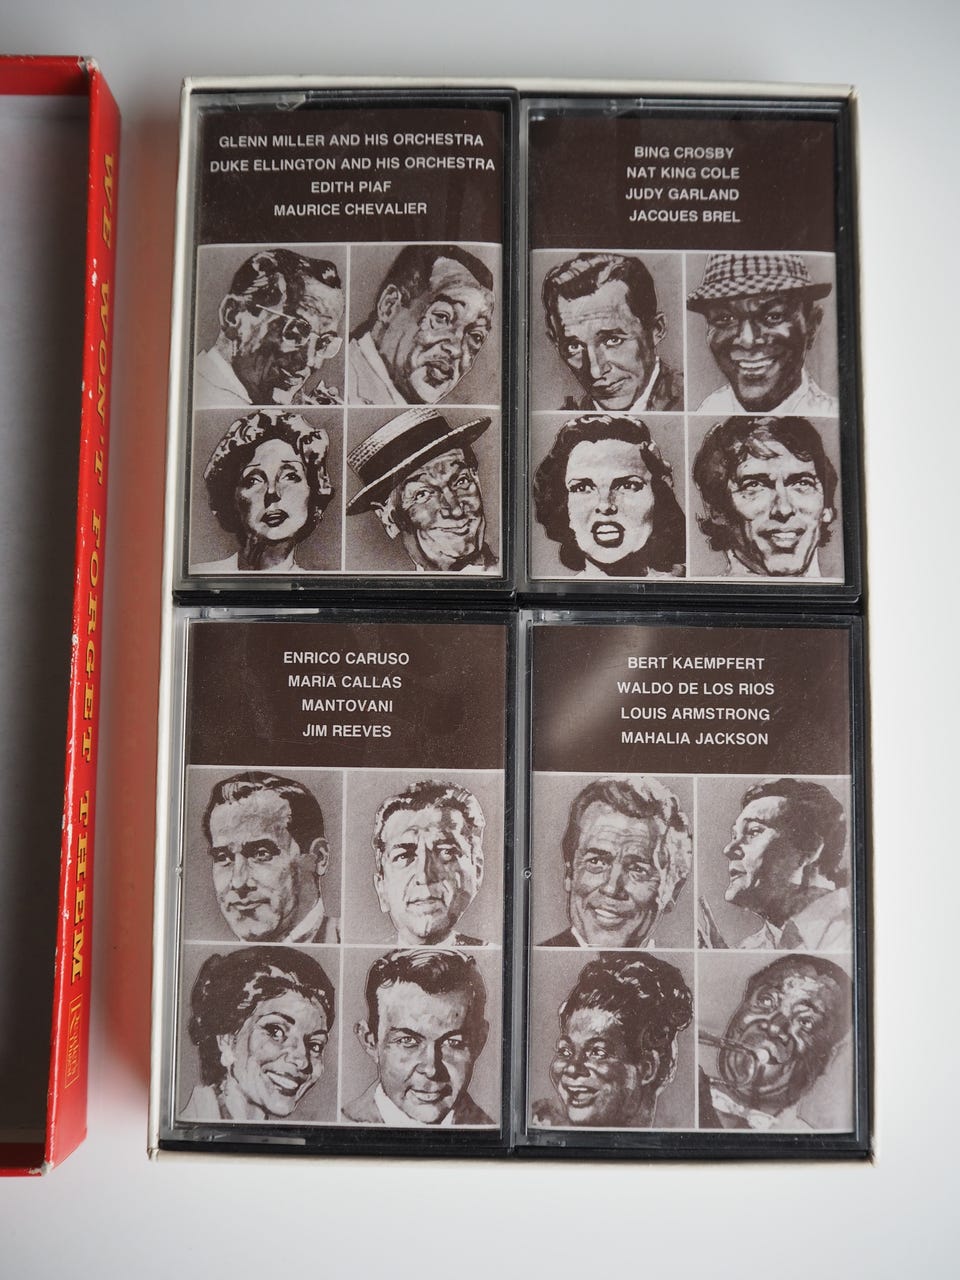 WE WON'T FORGET THEM
GLENN MILLER AND HIS ORCHESTRA
DUKE ELLINGTON AND HIS ORCHESTRA
EDITH PIAF
MAURICE CHEVALIER
BING CROSBY
NAT KING COLE
JUDY GARLAND
JACQUES BREL
ENRICO CARUSO
MARIA CALLAS
MANTOVANI
JIM REEVES
BERT KAEMPFERT
WALDO DE LOS RIOS
LOUIS ARMSTRONG
MAHALIA JACKSON